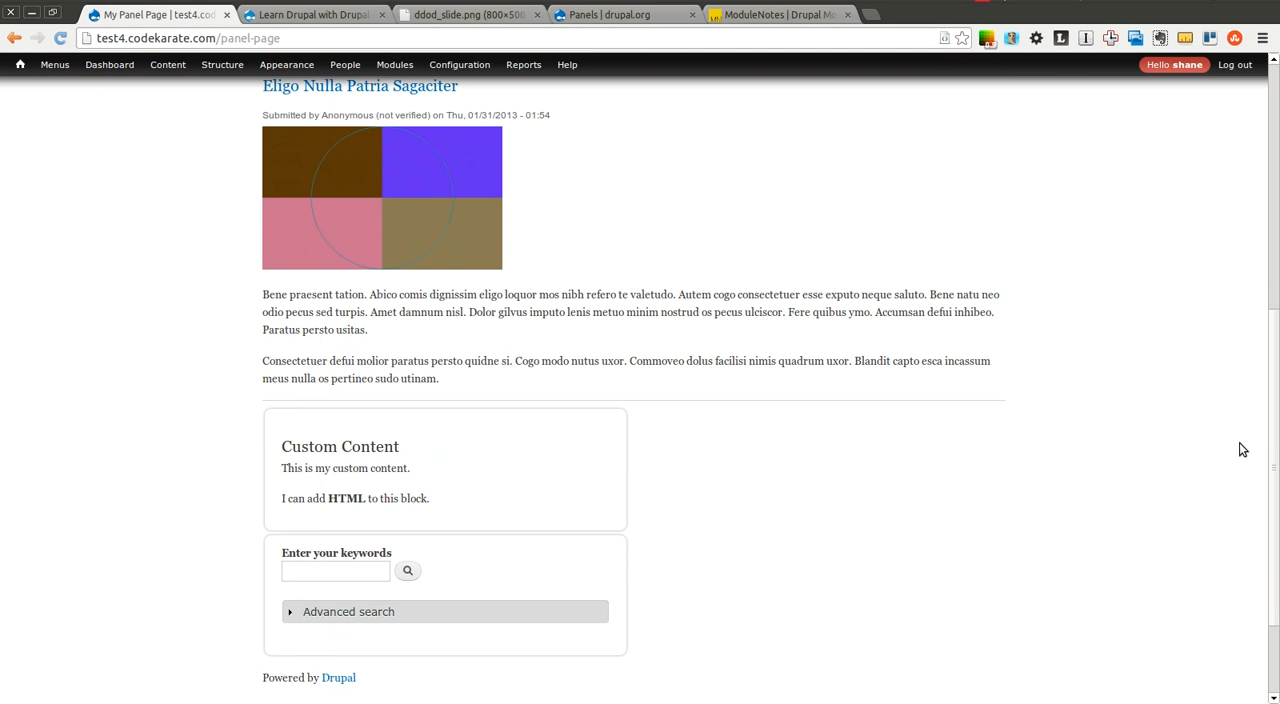 My Panel Page | test4.cod
Learn Drupal with Drupal
ddod_slide.png (800×500
Panels | drupal.org
ModuleNotes | Drupal Mo
test4.codekarate.com/panel-page
Menus Dashboard Content Structure Appearance People Modules Configuration Reports Help Hello shane Log out
Eligo Nulla Patria Sagaciter
Submitted by Anonymous (not verified) on Thu, 01/31/2013 - 01:54
Bene praesent tation. Abico comis dignissim eligo loquor mos nibh refero te valetudo. Autem cogo consectetuer esse exputo neque saluto. Bene natu neo
odio pecus sed turpis. Amet damnum nisl. Dolor gilvus imputo lenis metuo minim nostrud os pecus ulciscor. Fere quibus ymo. Accumsan defui inhibeo.
Paratus persto usitas.
Consectetuer defui molior paratus persto quidne si. Cogo modo nutus uxor. Commoveo dolus facilisi nimis quadrum uxor. Blandit capto esca incassum
meus nulla os pertineo sudo utinam.
Custom Content
This is my custom content.
I can add HTML to this block.
Enter your keywords
Advanced search
Powered by Drupal